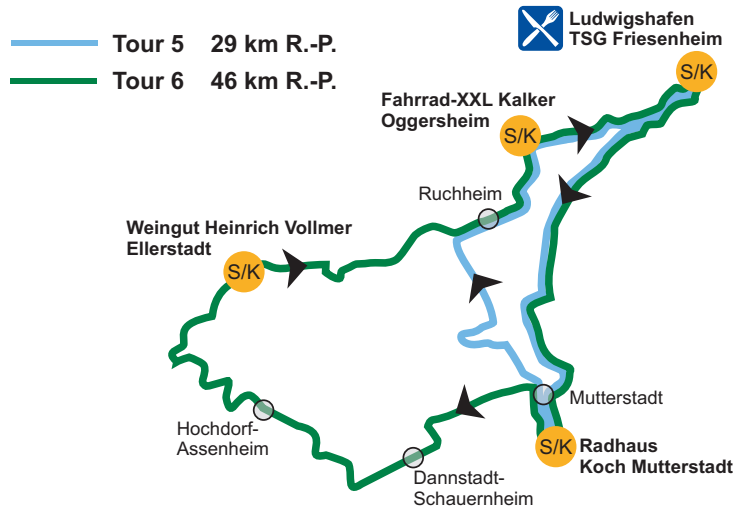 Ludwigshafen
TSG Friesenheim
Tour 5 29 km R.-P.
Tour 6 46 km R.-P.
S/K
Fahrrad-XXL Kalker
Oggersheim
S/K
Ruchheim
Weingut Heinrich Vollmer
Ellerstadt
S/K
Mutterstadt
Hochdorf-
Assenheim
S/K
Radhaus
Koch Mutterstadt
Dannstadt-
Schauernheim